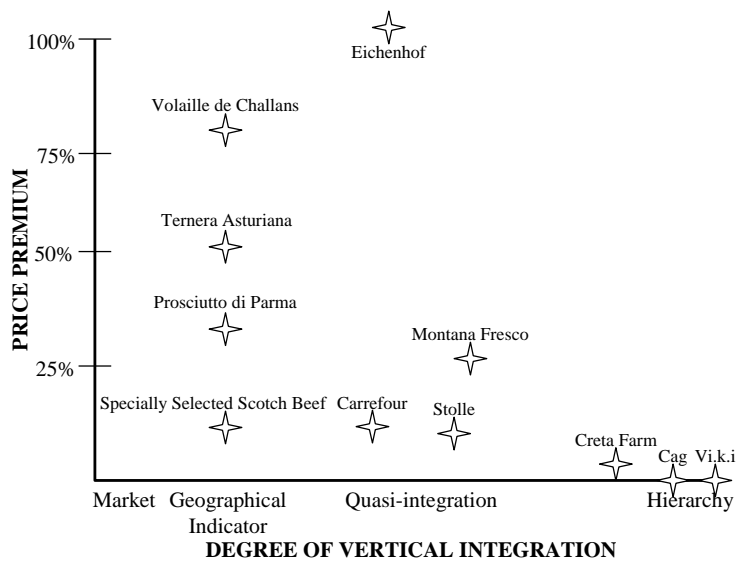 100%
Eichenhof
Volaille de Challans
75%
Ternera Asturiana
50%
Prosciutto di Parma
Montana Fresco
25%
Specially Selected Scotch Beef
Carrefour
Stolle
Creta Farm
Cag
Vi.k.i
PRICE PREMIUM
Market
Geographical
Indicator
Quasi-integration
Hierarchy
DEGREE OF VERTICAL INTEGRATION